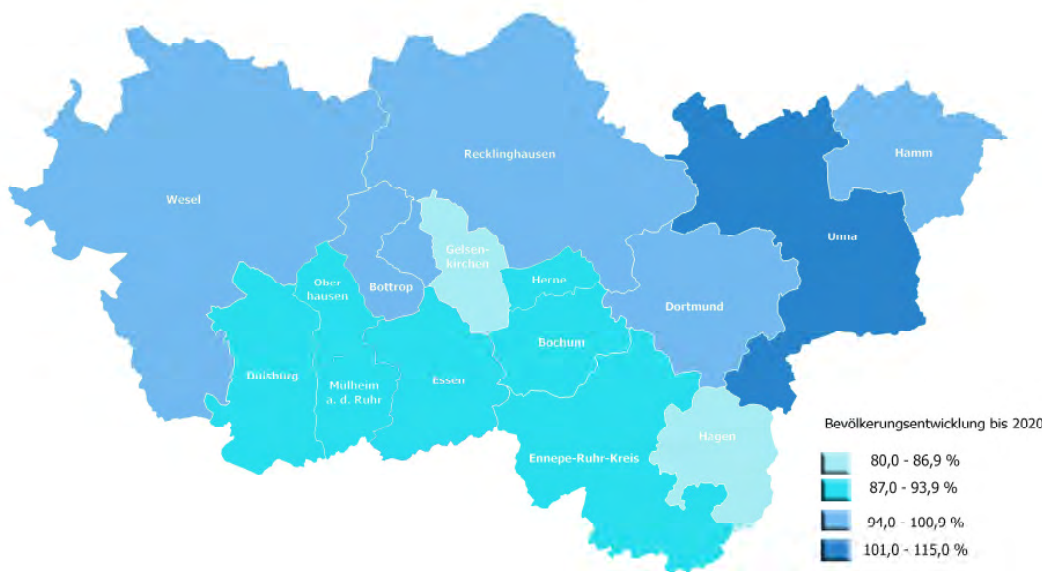 Recklinghausen
Hamm
Wesel
Unna
Gelsen-
kirchen
Ober
hausen
Bottrop
Herne
Dortmund
Bochum
Duisburg
Mülheim
a. d. Ruhr
Essen
Hagen
Ennepe-Ruhr-Kreis
Bevölkerungsentwicklung bis 2020
80,0 - 86,9 %
87,0 - 93,9 %
94,0 - 100,9 %
101,0 - 115,0 %